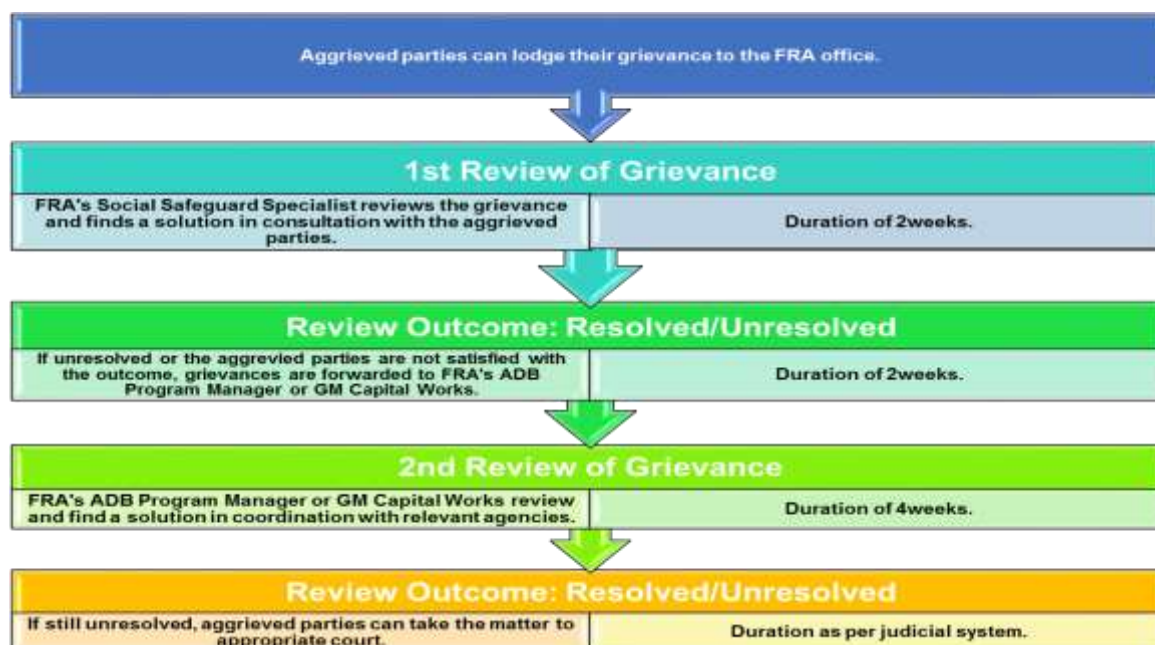 Aggrieved parties can lodge their grievance to the FRA office.
1st Review of Grievance
FRA's Social Safeguard Specialist reviews the grievance
and finds a solution in consultation with the aggrieved
parties.
Duration of 2weeks.
Review Outcome: Resolved/Unresolved
If unresolved or the aggrevied parties are not satisfied with
the outcome, grievances are forwarded to FRA's ADB
Program Manager or GM Capital Works.
Duration of 2weeks.
2nd Review of Grievance
FRA's ADB Program Manager or GM Capital Works review
and find a solution in coordination with relevant agencies.
Duration of 4weeks.
Review Outcome: Resolved/Unresolved
If still unresolved, aggrieved parties can take the matter to
appropriate court.
Duration as per judicial system.